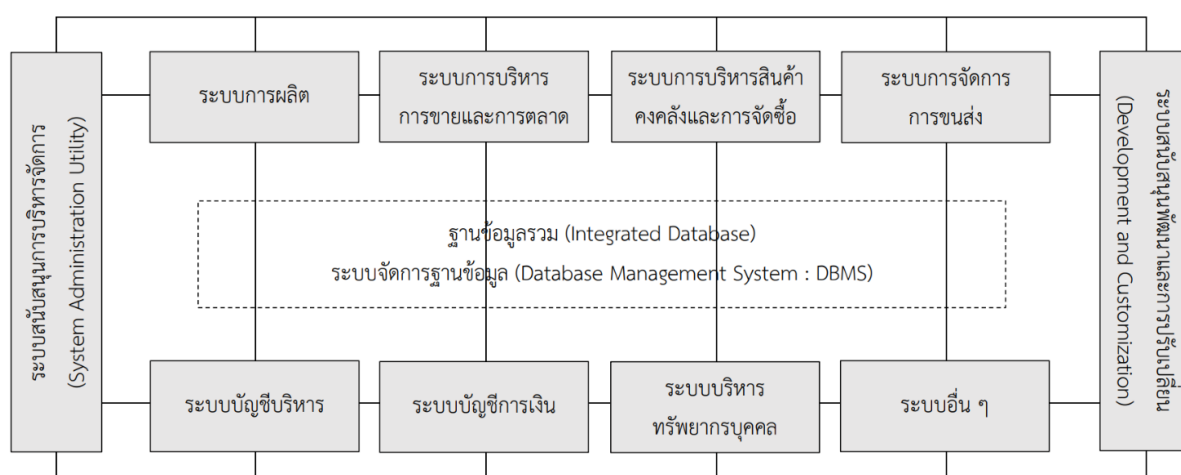 ระบบสนับสนุนการบริหารจัดการ
(System Administration Utility)
ระบบการผลิต
ระบบการบริหาร
การขายและการตลาด
ระบบการบริหารสินค้า
คงคลังและการจัดซื้อ
ระบบการจัดการ
การขนส่ง
ระบบสนับสนุนพัฒนาและการปรับเปลี่ยน
(Development and Customization)
ฐานข้อมูลรวม (Integrated Database)
ระบบจัดการฐานข้อมูล (Database Management System : DBMS)
ระบบบัญชีบริหาร
ระบบบัญชีการเงิน
ระบบบริหาร
ทรัพยากรบุคคล
ระบบอื่น ๆ